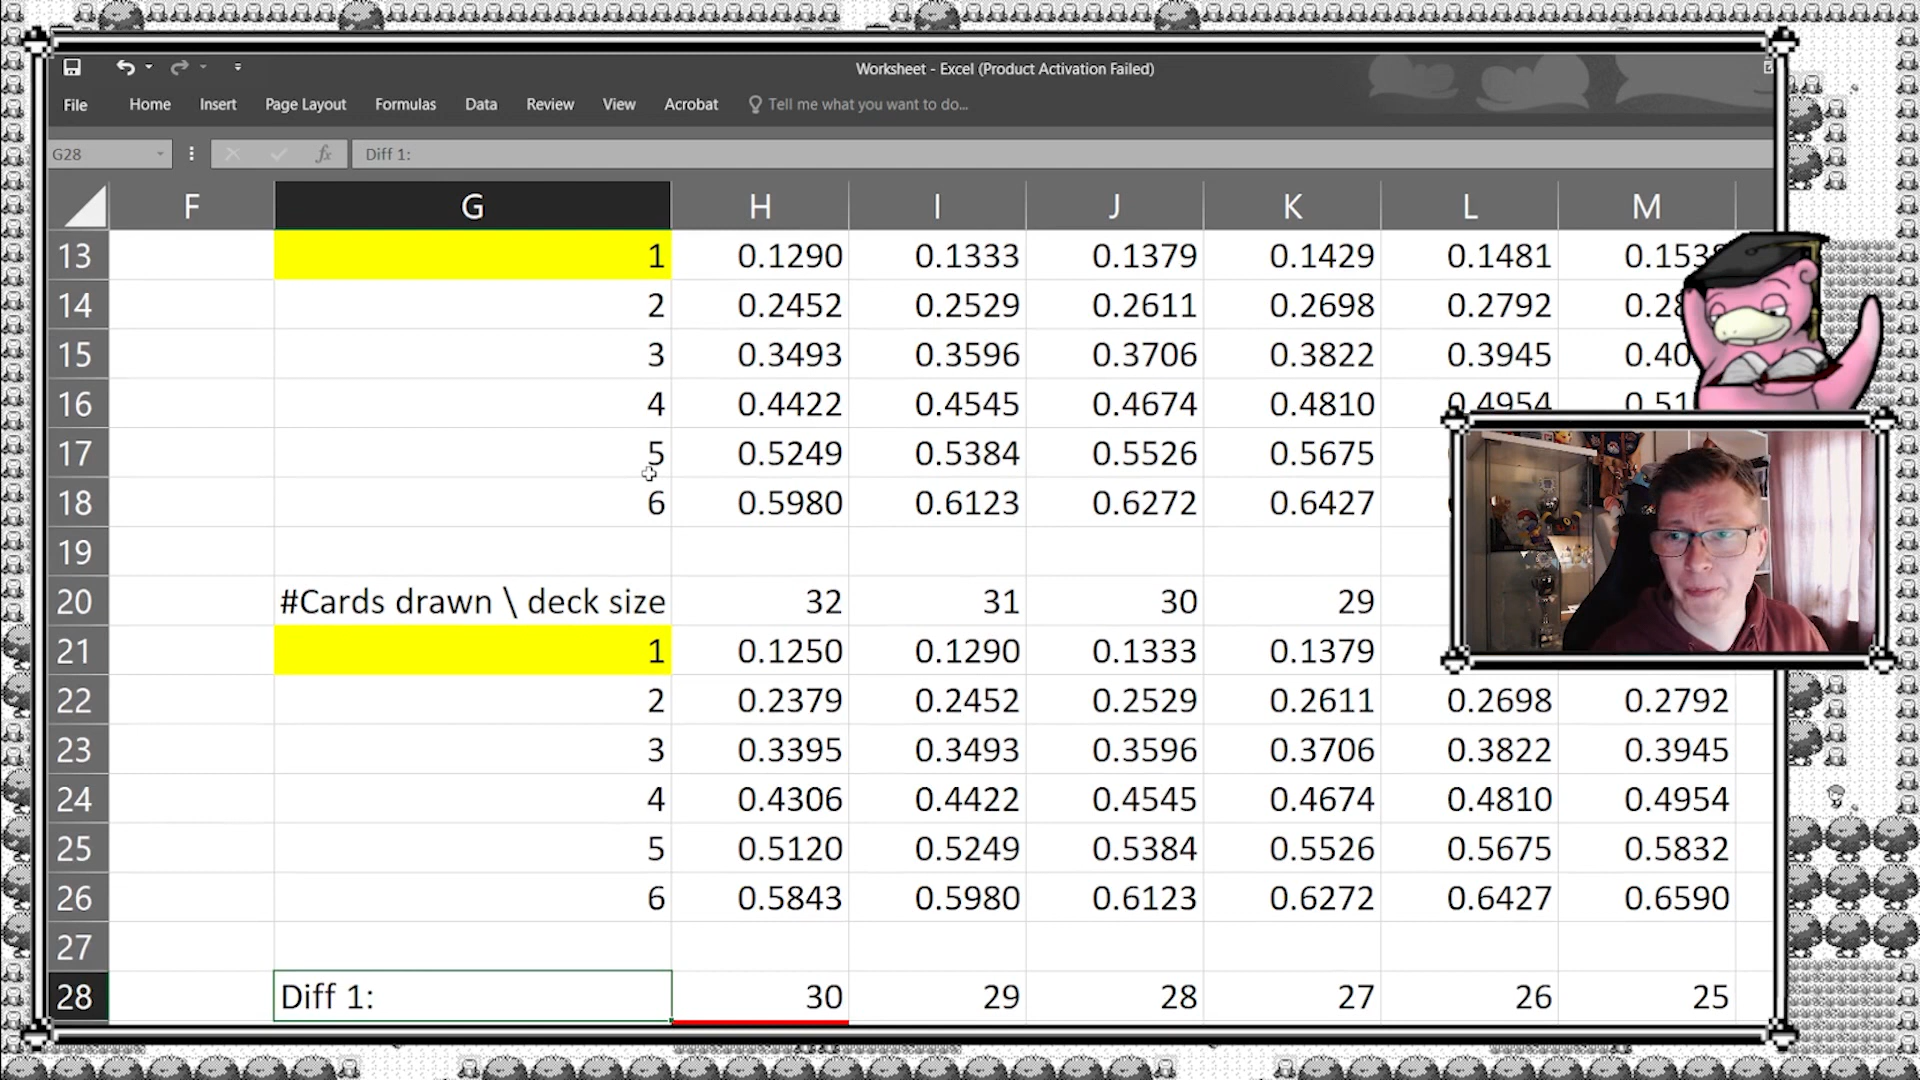 Worksheet - Excel (Product Activation Failed)
File Home Insert Page Layout Formulas Data Review View Acrobat Tell me what you want to do...
G28 fx Diff 1:
F G H I J K L M
13 1 0.1290 0.1333 0.1379 0.1429 0.1481
14 2 0.2452 0.2529 0.2611 0.2698 0.2792
15 3 0.3493 0.3596 0.3706 0.3822 0.3945
16 4 0.4422 0.4545 0.4674 0.4810 0.4954
17 5 0.5249 0.5384 0.5526 0.5675
18 6 0.5980 0.6123 0.6272 0.6427
19
20 #Cards drawn \ deck size 32 31 30 29
21 1 0.1250 0.1290 0.1333 0.1379
22 2 0.2379 0.2452 0.2529 0.2611 0.2698 0.2792
23 3 0.3395 0.3493 0.3596 0.3706 0.3822 0.3945
24 4 0.4306 0.4422 0.4545 0.4674 0.4810 0.4954
25 5 0.5120 0.5249 0.5384 0.5526 0.5675 0.5832
26 6 0.5843 0.5980 0.6123 0.6272 0.6427 0.6590
27
28 Diff 1: 30 29 28 27 26 25